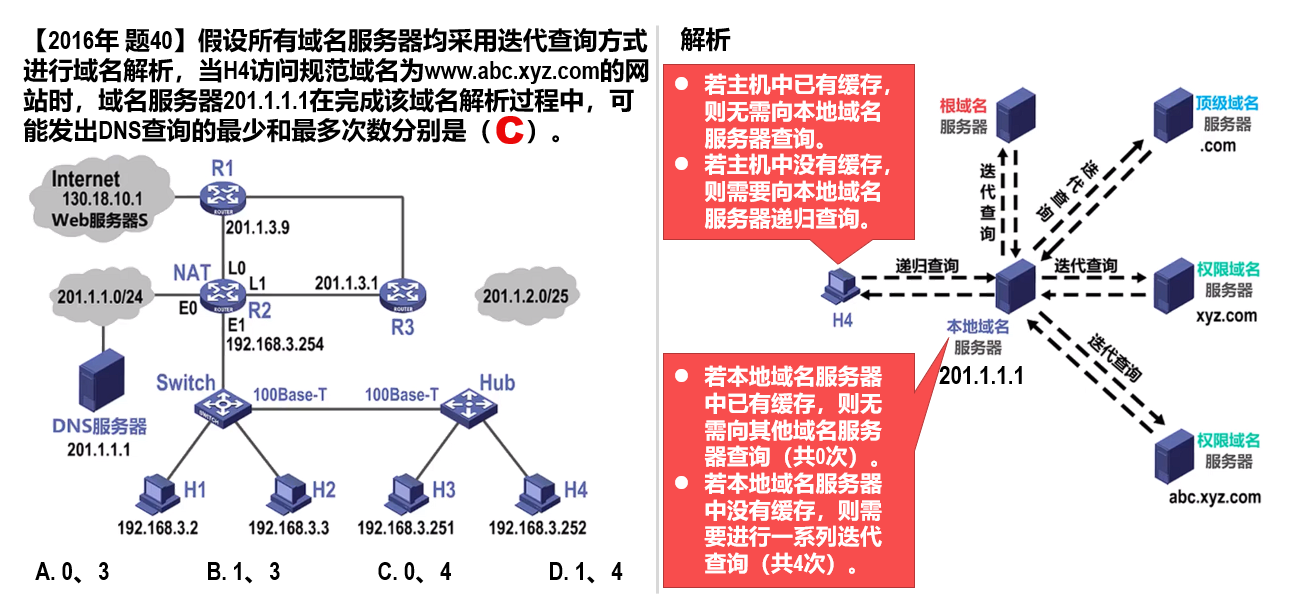 【2016年 题40】假设所有域名服务器均采用迭代查询方式
进行域名解析，当H4访问规范域名为www.abc.xyz.com的网
站时，域名服务器201.1.1.1在完成该域名解析过程中，可
能发出DNS查询的最少和最多次数分别是（C）。
Internet
130.18.10.1
Web服务器S
R1
ROUTER
201.1.3.9
NAT
L0
L1
201.1.3.1
201.1.1.0/24
E0
ROUTER
R2
ROUTER
R3
201.1.2.0/25
E1
192.168.3.254
Switch
100Base-T
100Base-T
Hub
SWITCH
DNS服务器
201.1.1.1
H1
H2
H3
H4
192.168.3.2
192.168.3.3
192.168.3.251
192.168.3.252
A. 0、3
B. 1、3
C. 0、4
D. 1、4
解析
● 若主机中已有缓存，
则无需向本地域名
服务器查询。
● 若主机中没有缓存，
则需要向本地域名
服务器递归查询。
根域名
服务器
顶级域名
服务器
.com
迭代查询
迭代查询
递归查询
迭代查询
权限域名
服务器
xyz.com
H4
本地域名
服务器
201.1.1.1
迭代查询
权限域名
服务器
abc.xyz.com
● 若本地域名服务器
中已有缓存，则无
需向其他域名服务
器查询（共0次）。
● 若本地域名服务器
中没有缓存，则需
要进行一系列迭代
查询（共4次）。